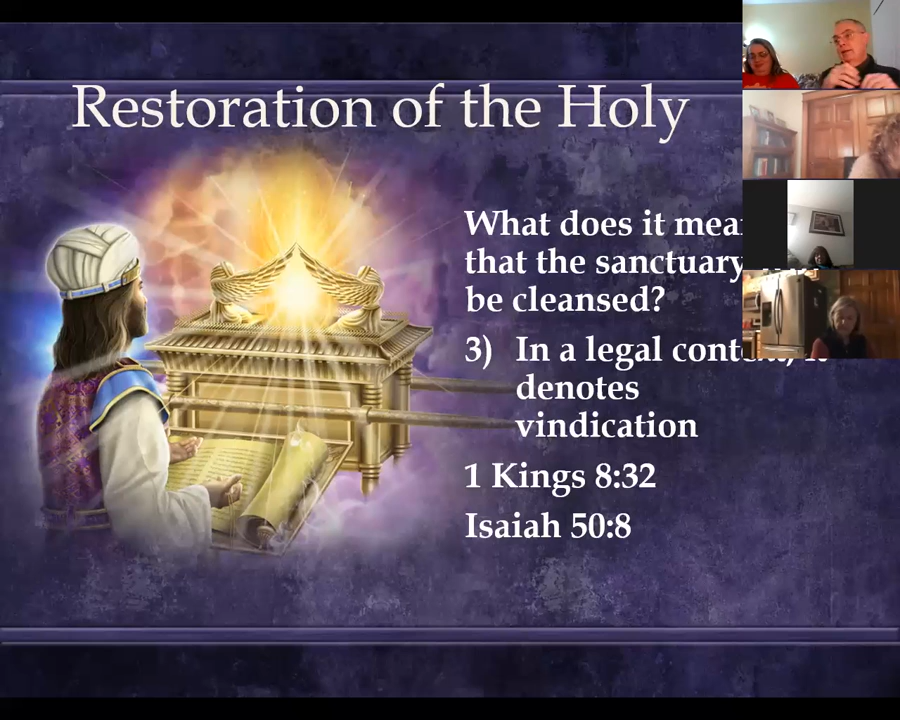 Restoration of the Holy
What does it mea
that the sanctuary
be cleansed?
3) In a legal cont
denotes
vindication
1 Kings 8:32
Isaiah 50:8